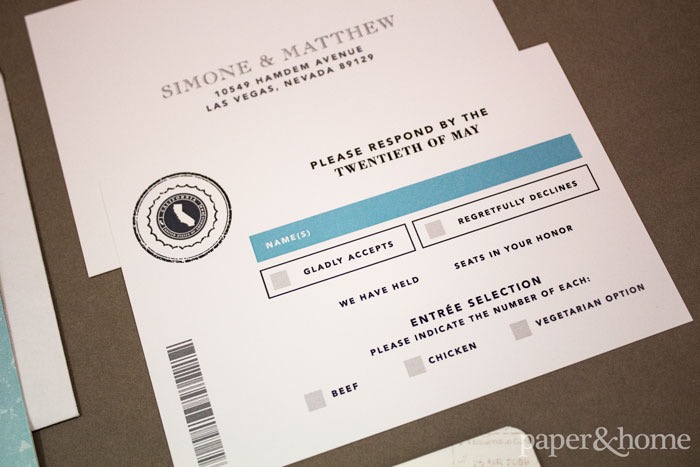 SIMONE & MATTHEW
10549 HAMDEM AVENUE
LAS VEGAS, NEVADA 89129
PLEASE RESPOND BY THE
TWENTIETH OF MAY
CALIFORNIA
NAME(S)
GLADLY ACCEPTS
REGRETFULLY DECLINES
WE HAVE HELD SEATS IN YOUR HONOR
ENTRÉE SELECTION
PLEASE INDICATE THE NUMBER OF EACH:
BEEF
CHICKEN
VEGETARIAN OPTION
paper&home